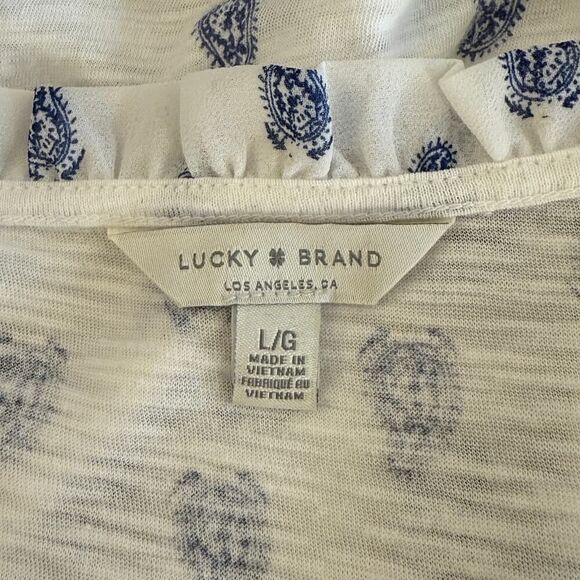 LUCKY BRAND
LOS ANGELES, CA
L/G
MADE IN
VIETNAM
FABRIQUÉ AU
VIETNAM